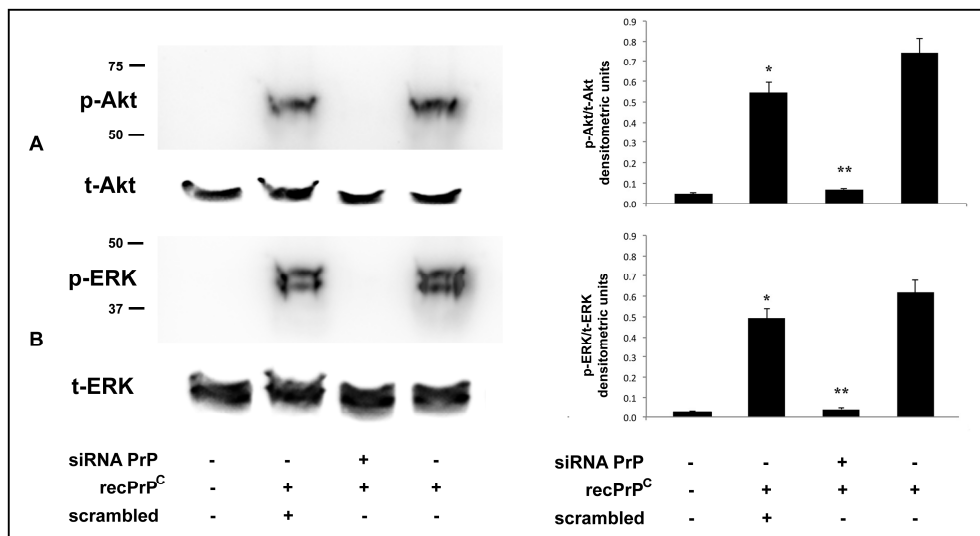 75
p-Akt
50
A
t-Akt
50
p-ERK
37
B
t-ERK
siRNA PrP - - + -
recPrP^C - + + +
scrambled - + - -
p-Akt/t-Akt
densitometric units
0.9
0.8
0.7
0.6
0.5
0.4
0.3
0.2
0.1
0.0
*
**
p-ERK/t-ERK
densitometric units
0.9
0.8
0.7
0.6
0.5
0.4
0.3
0.2
0.1
0.0
*
**
siRNA PrP - - + -
recPrP^C - + + +
scrambled - + - -